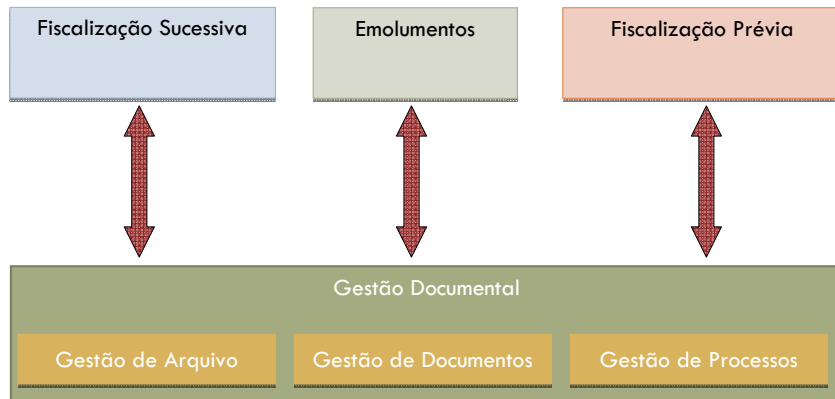 Fiscalização Sucessiva
Emolumentos
Fiscalização Prévia
Gestão Documental
Gestão de Arquivo
Gestão de Documentos
Gestão de Processos